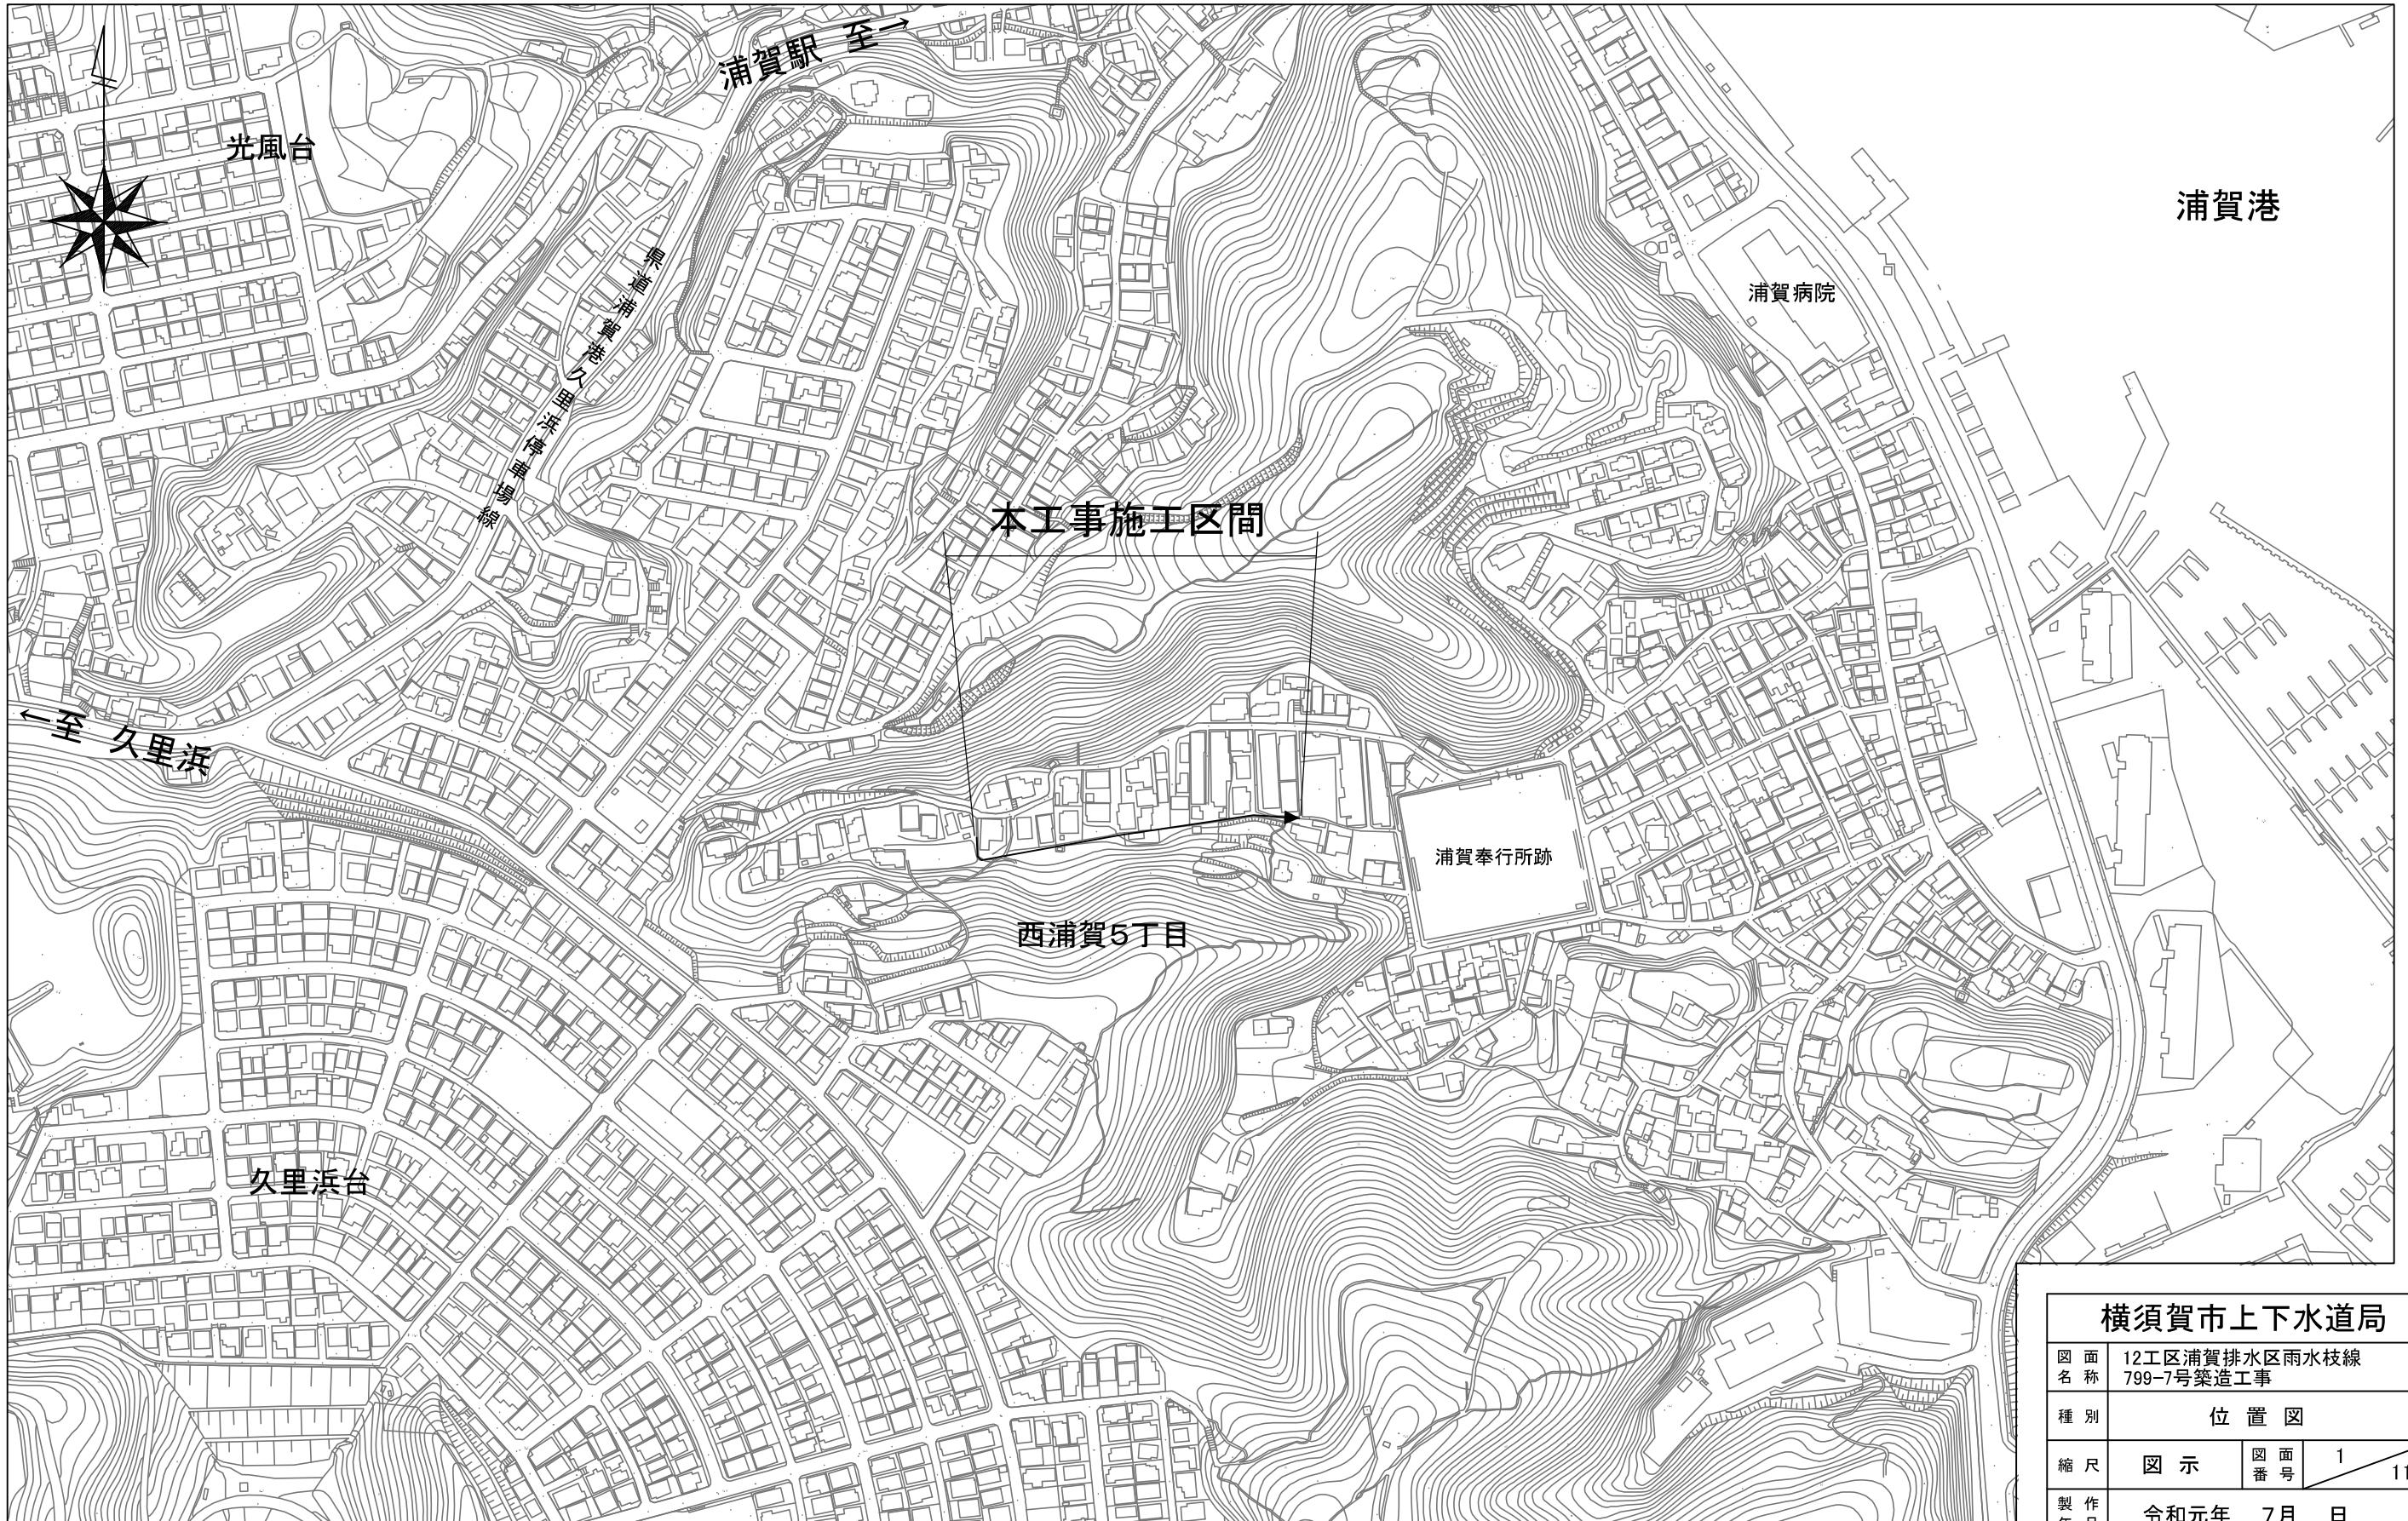 浦賀駅 至→
光風台
浦賀港
浦賀病院
県道浦賀港久里浜停車場線
本工事施工区間
←至 久里浜
浦賀奉行所跡
西浦賀5丁目
久里浜台
横須賀市上下水道局
図面名称
12工区浦賀排水区雨水枝線
799-7号築造工事
種別 位置図
縮尺 図示 図面番号 1/11
製作
令和元年 7月 日